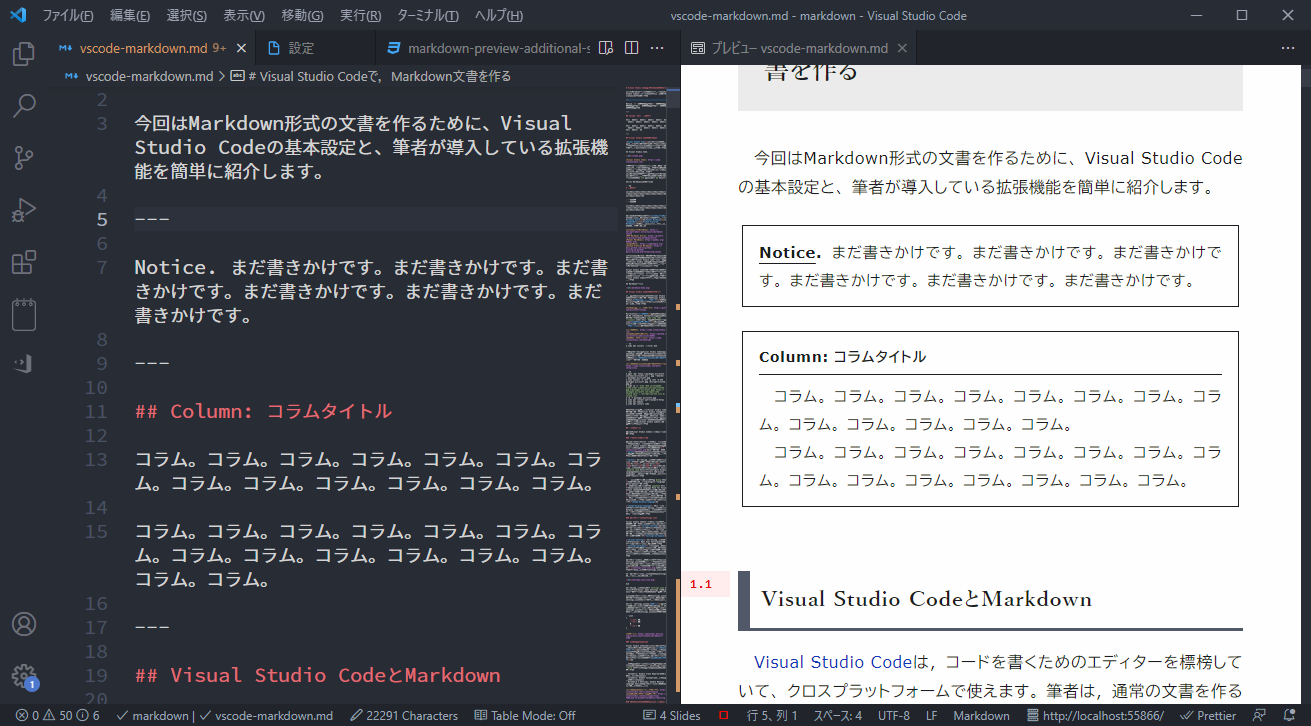 ファイル(F) 編集(E) 選択(S) 表示(V) 移動(G) 実行(R) ターミナル(T) ヘルプ(H) vscode-markdown.md - markdown - Visual Studio Code
vscode-markdown.md 9+ 設定 markdown-preview-additional-s
vscode-markdown.md > # Visual Studio Codeで，Markdown文書を作る
2
3 今回はMarkdown形式の文書を作るために、Visual
Studio Codeの基本設定と、筆者が導入している拡張機
能を簡単に紹介します。
4
5 ---
6
7 Notice. まだ書きかけです。まだ書きかけです。まだ書
きかけです。まだ書きかけです。まだ書きかけです。まだ
書きかけです。
8
9 ---
10
11 ## Column: コラムタイトル
12
13 コラム。コラム。コラム。コラム。コラム。コラム。コラ
ム。コラム。コラム。コラム。コラム。コラム。コラム。
14
15 コラム。コラム。コラム。コラム。コラム。コラム。コラ
ム。コラム。コラム。コラム。コラム。コラム。コラム。
コラム。コラム。
16
17 ---
18
19 ## Visual Studio CodeとMarkdown
20
プレビュー vscode-markdown.md
書を作る
今回はMarkdown形式の文書を作るために、Visual Studio Code
の基本設定と、筆者が導入している拡張機能を簡単に紹介します。
Notice. まだ書きかけです。まだ書きかけです。まだ書きかけで
す。まだ書きかけです。まだ書きかけです。まだ書きかけです。
Column: コラムタイトル
コラム。コラム。コラム。コラム。コラム。コラム。コラム。コラ
ム。コラム。コラム。コラム。コラム。コラム。
コラム。コラム。コラム。コラム。コラム。コラム。コラム。コラ
ム。コラム。コラム。コラム。コラム。コラム。コラム。コラム。
1.1
Visual Studio CodeとMarkdown
Visual Studio Codeは，コードを書くためのエディターを標榜して
いて、クロスプラットフォームで使えます。筆者は，通常の文書を作る
1
0 50 6 markdown | vscode-markdown.md 22291 Characters Table Mode: Off 4 Slides 行 5、列 1 スペース: 4 UTF-8 LF Markdown http://localhost:55866/ Prettier